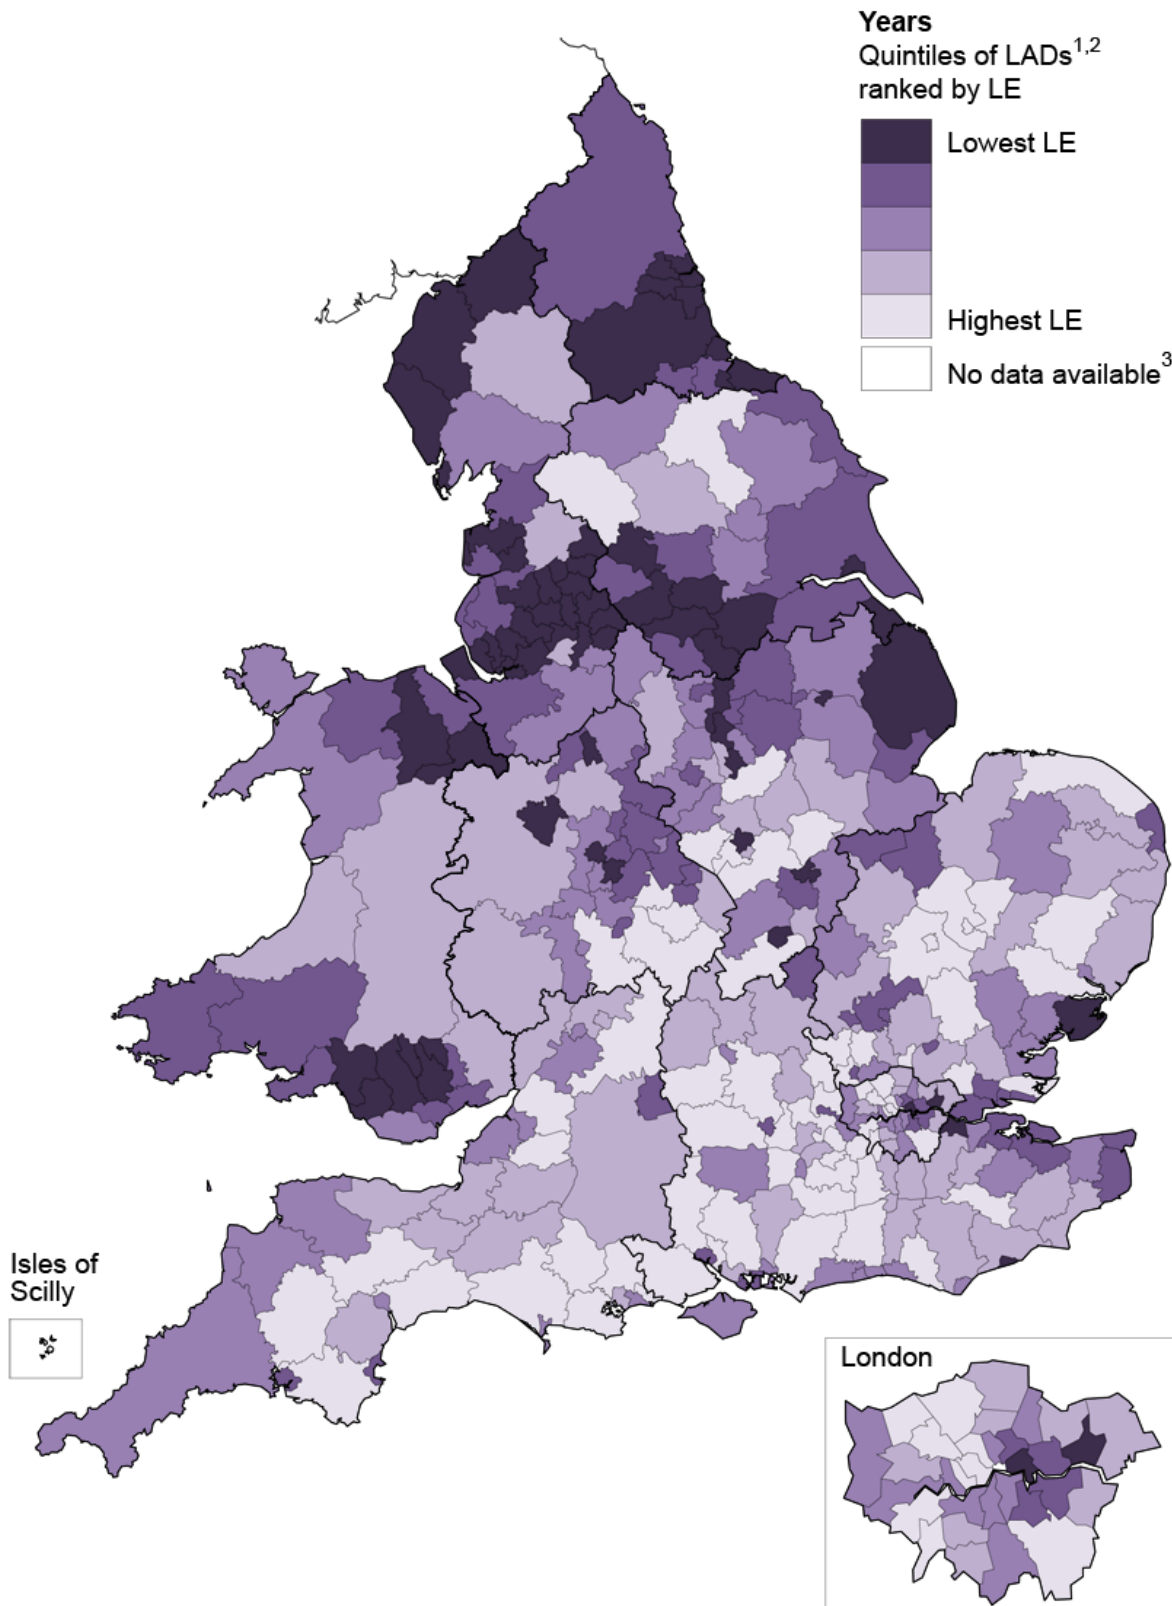 Years
Quintiles of LADs1,2
ranked by LE
Lowest LE
Highest LE
No data available3
Isles of
Scilly
London